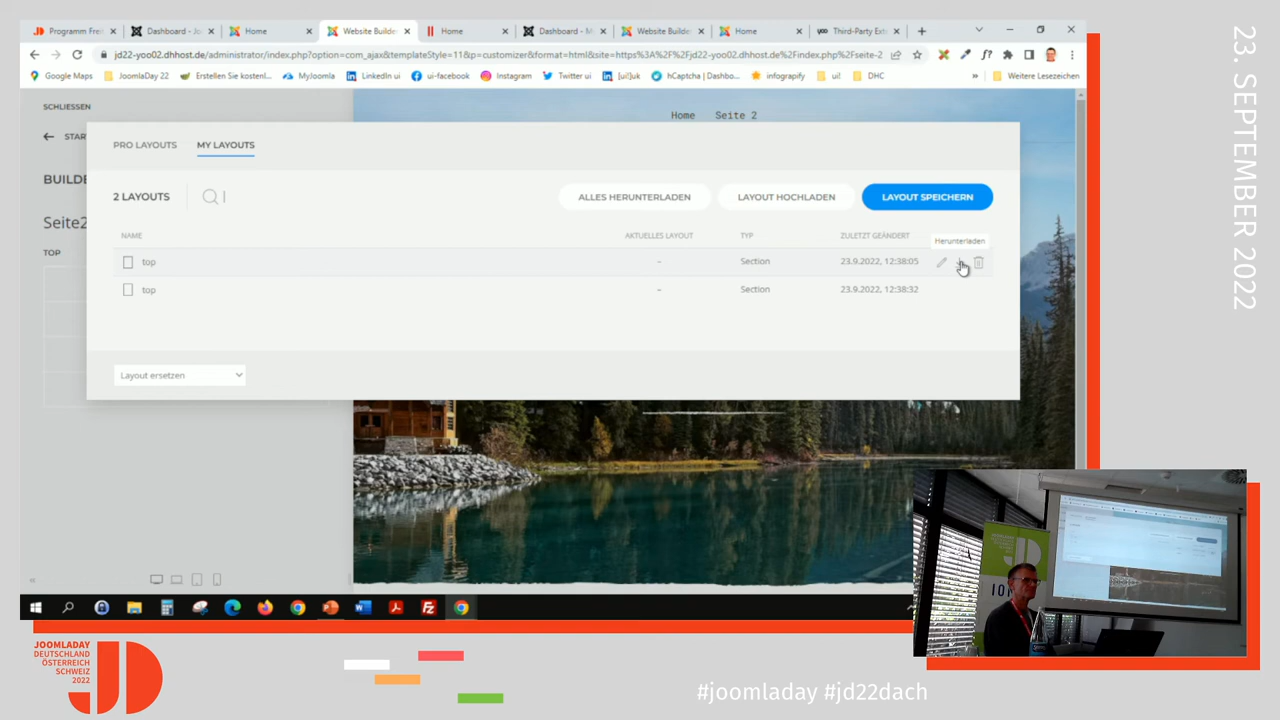 Programm Frei
Dashboard - Jo
Home
Website Builde
Home
Dashboard - M
Website Builde
Home
Third-Party Ext
jd22-yoo02.dhhost.de/administrator/index.php?option=com_ajax&templateStyle=11&p=customizer&format=html&site=https%3A%2F%2Fjd22-yoo02.dhhost.de%2Findex.php%2Fseite-2
Google Maps
JoomlaDay 22
Erstellen Sie kostenl...
MyJoomla
LinkedIn ui
ui-facebook
Instagram
Twitter ui
[ui!]uk
hCaptcha | Dashbo...
infograpify
ui!
DHC
»
Weitere Lesezeichen
SCHLIESSEN
Home Seite 2
STAR
PRO LAYOUTS MY LAYOUTS
BUILDE
2 LAYOUTS
ALLES HERUNTERLADEN
LAYOUT HOCHLADEN
LAYOUT SPEICHERN
Seite2
NAME AKTUELLES LAYOUT TYP ZULETZT GEÄNDERT
Herunterladen
TOP
top – Section 23.9.2022, 12:38:05
top – Section 23.9.2022, 12:38:32
Layout ersetzen
23. SEPTEMBER 2022
JOOMLADAY
DEUTSCHLAND
ÖSTERREICH
SCHWEIZ
2022
#joomladay #jd22dach